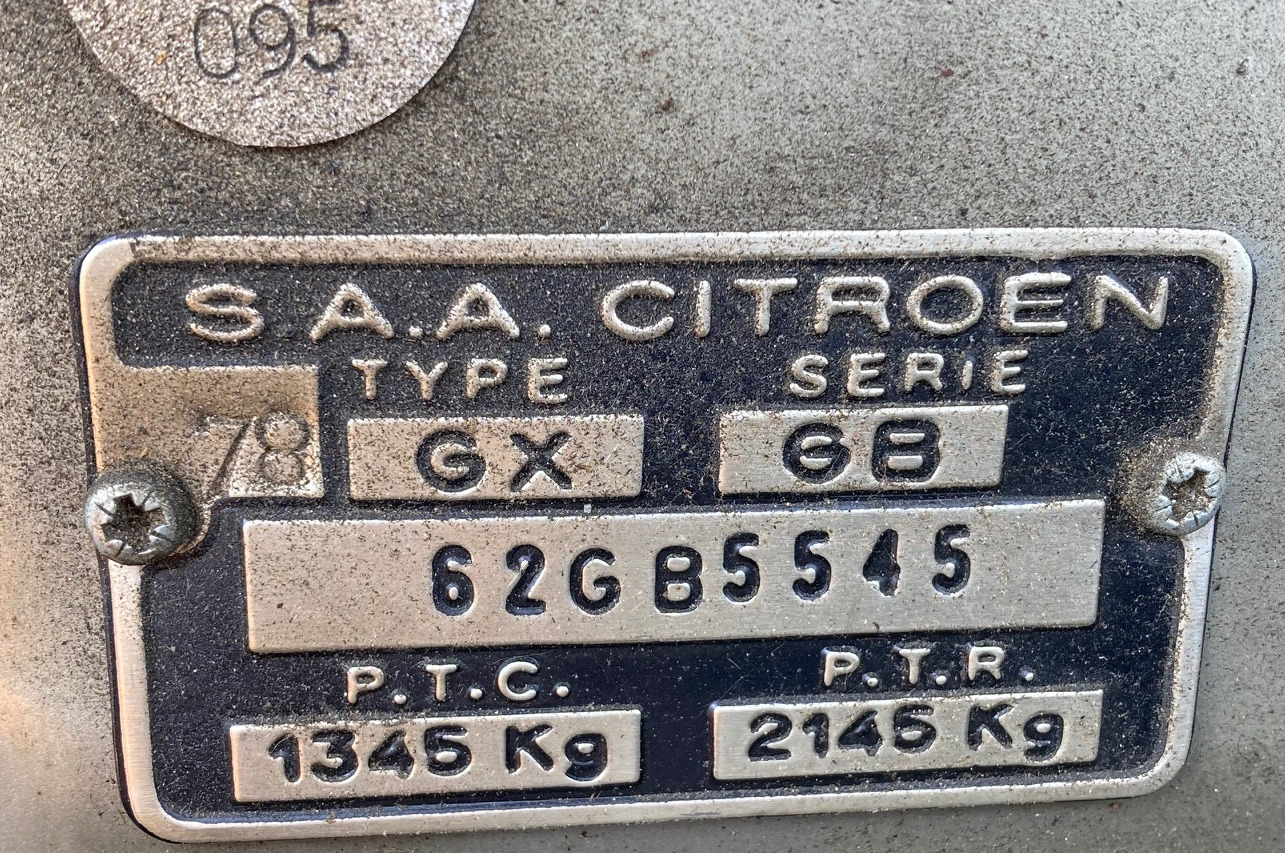 095
S.A.A. CITROEN
TYPE SERIE
78 GX GB
62GB5545
P.T.C. P.T.R.
1345 Kg 2145 Kg